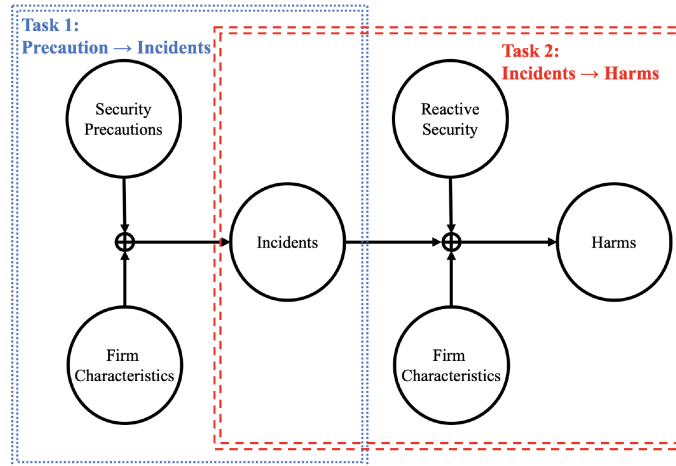 Task 1:
Precaution → Incidents
Task 2:
Incidents → Harms
Security
Precautions
Reactive
Security
Incidents
Harms
Firm
Characteristics
Firm
Characteristics